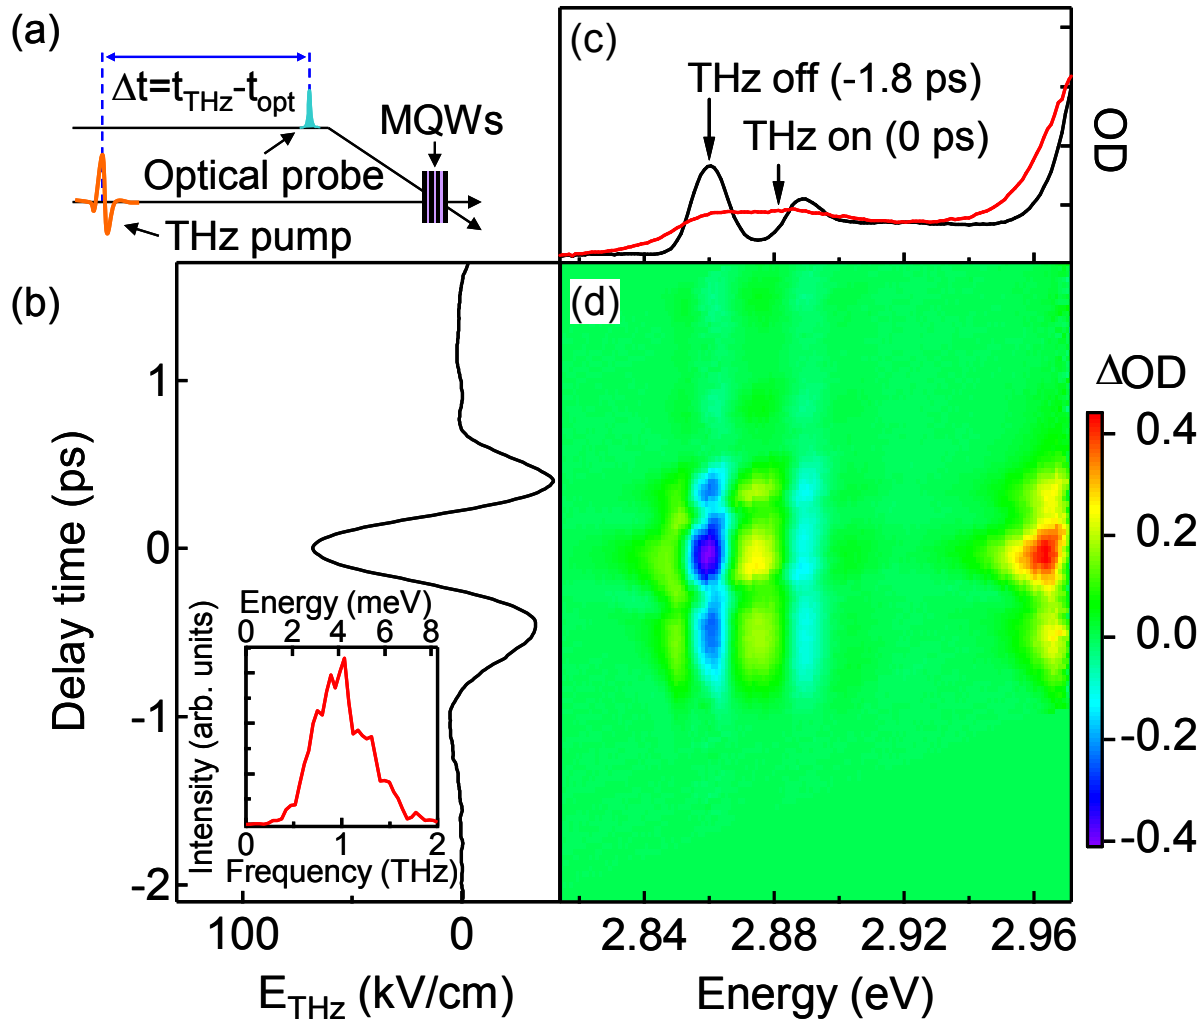 (a)
Δt=tTHz-topt
MQWs
Optical probe
THz pump
(c)
THz off (-1.8 ps)
THz on (0 ps)
OD
(b)
1
0
-1
-2
Delay time (ps)
100
0
ETHz (kV/cm)
Energy (meV)
0 2 4 6 8
Intensity (arb. units)
0 1 2
Frequency (THz)
(d)
2.84 2.88 2.92 2.96
Energy (eV)
ΔOD
0.4
0.2
0.0
-0.2
-0.4